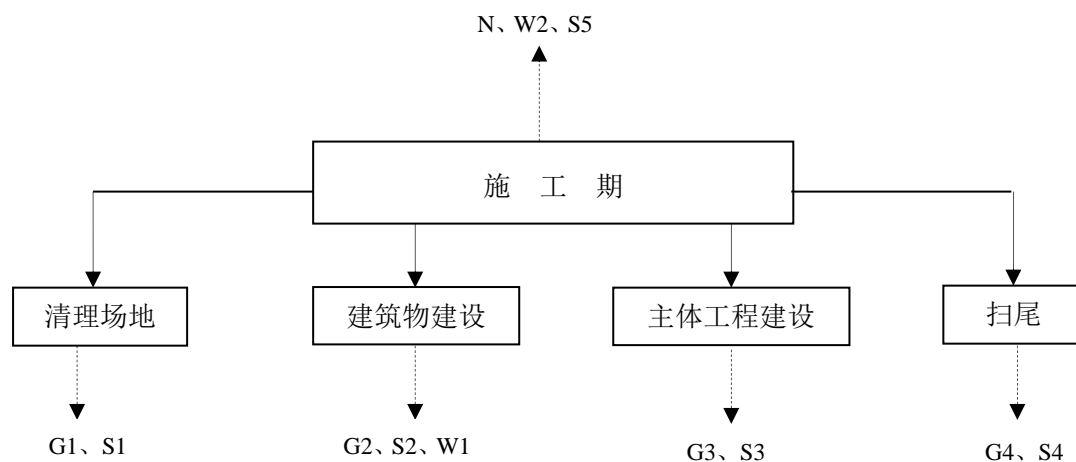 N、W2、S5
施 工 期
清理场地
建筑物建设
主体工程建设
扫尾
G1、S1
G2、S2、W1
G3、S3
G4、S4